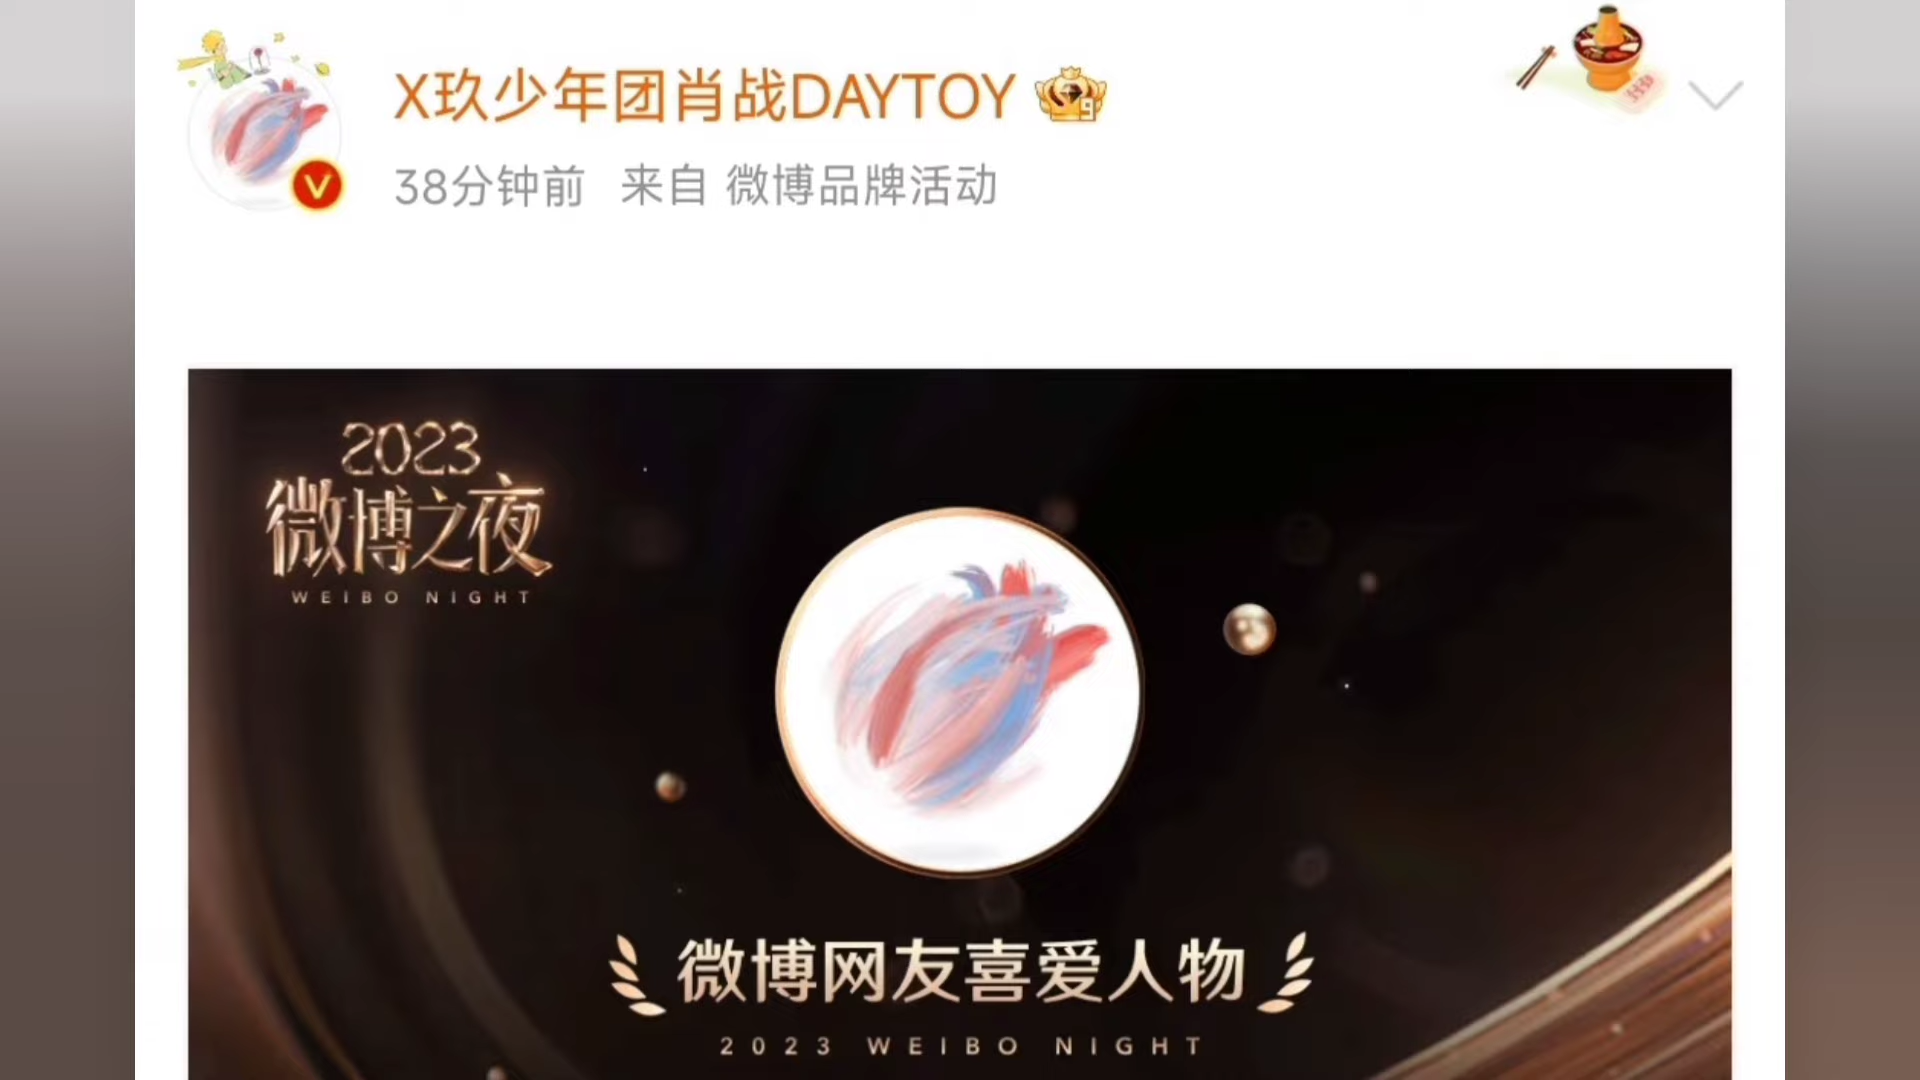 X玖少年团肖战DAYTOY
9
38分钟前 来自 微博品牌活动
2023
微博之夜
WEIBO NIGHT
微博网友喜爱人物
2023 WEIBO NIGHT